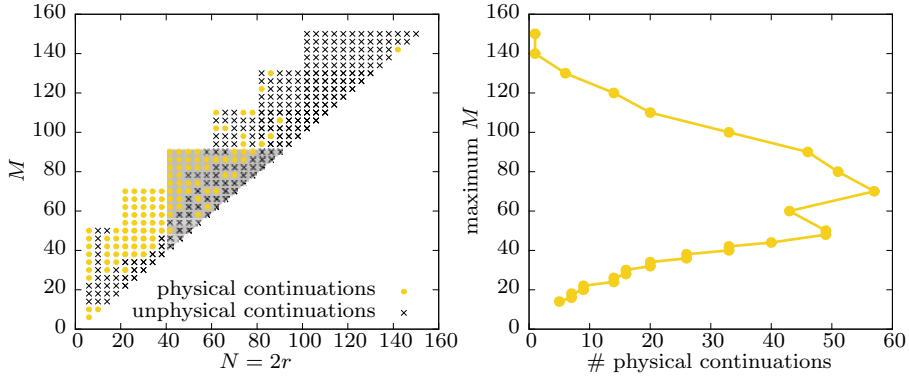 160
140
120
100
80
60
40
20
0
M
0 20 40 60 80 100 120 140 160
N = 2r
physical continuations
unphysical continuations
160
140
120
100
80
60
40
20
0
maximum M
0 10 20 30 40 50 60
# physical continuations